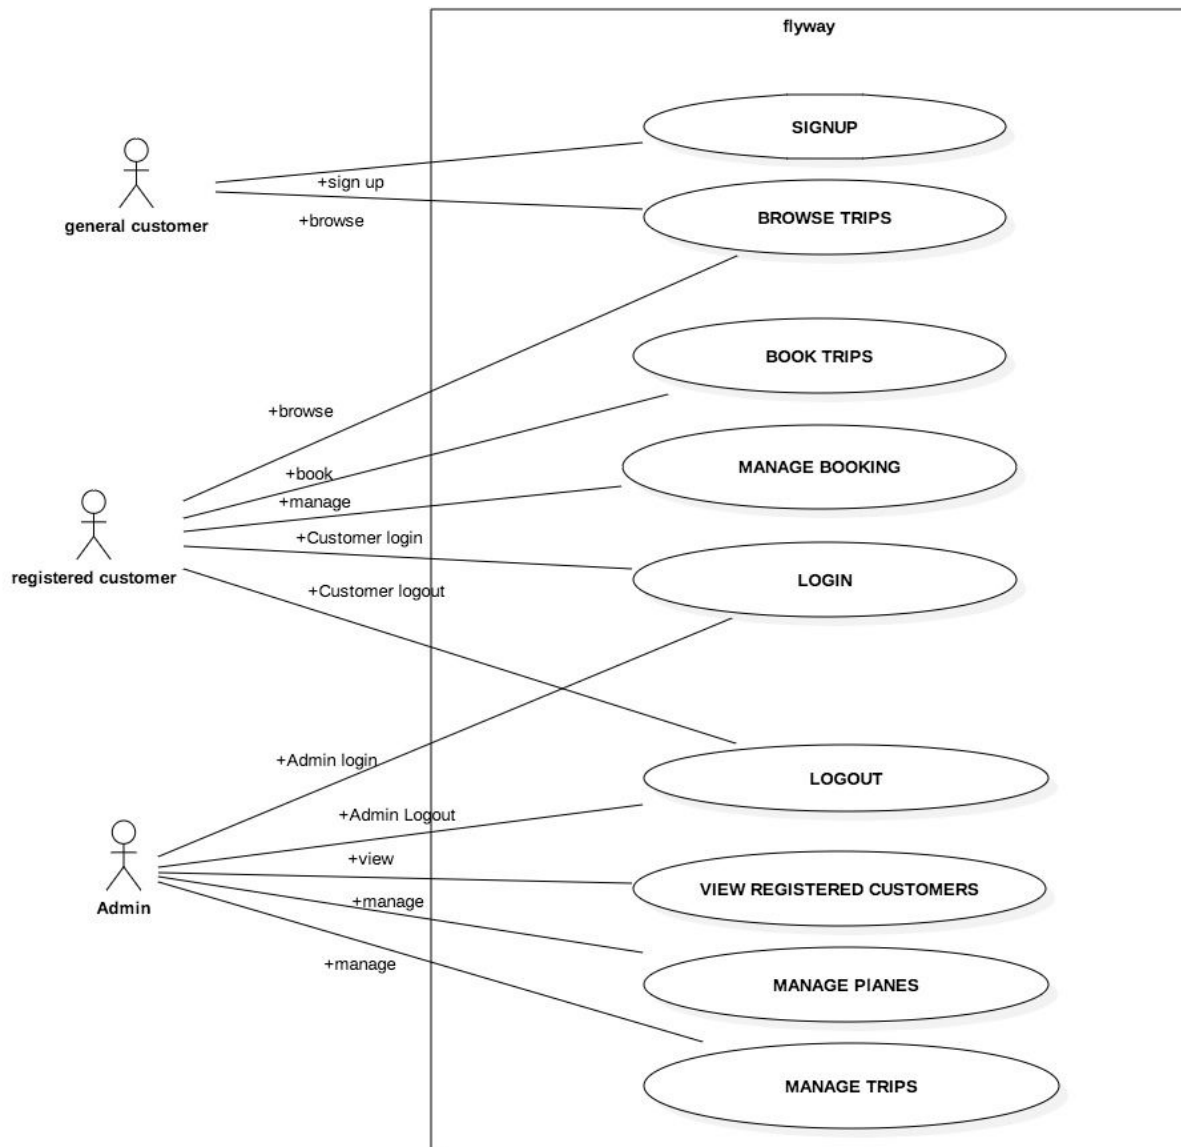 flyway
SIGNUP
+sign up
general customer
+browse
BROWSE TRIPS
BOOK TRIPS
+browse
+book
MANAGE BOOKING
+manage
+Customer login
registered customer
LOGIN
+Customer logout
+Admin login
LOGOUT
+Admin Logout
+view
VIEW REGISTERED CUSTOMERS
+manage
Admin
+manage
MANAGE PlANES
MANAGE TRIPS